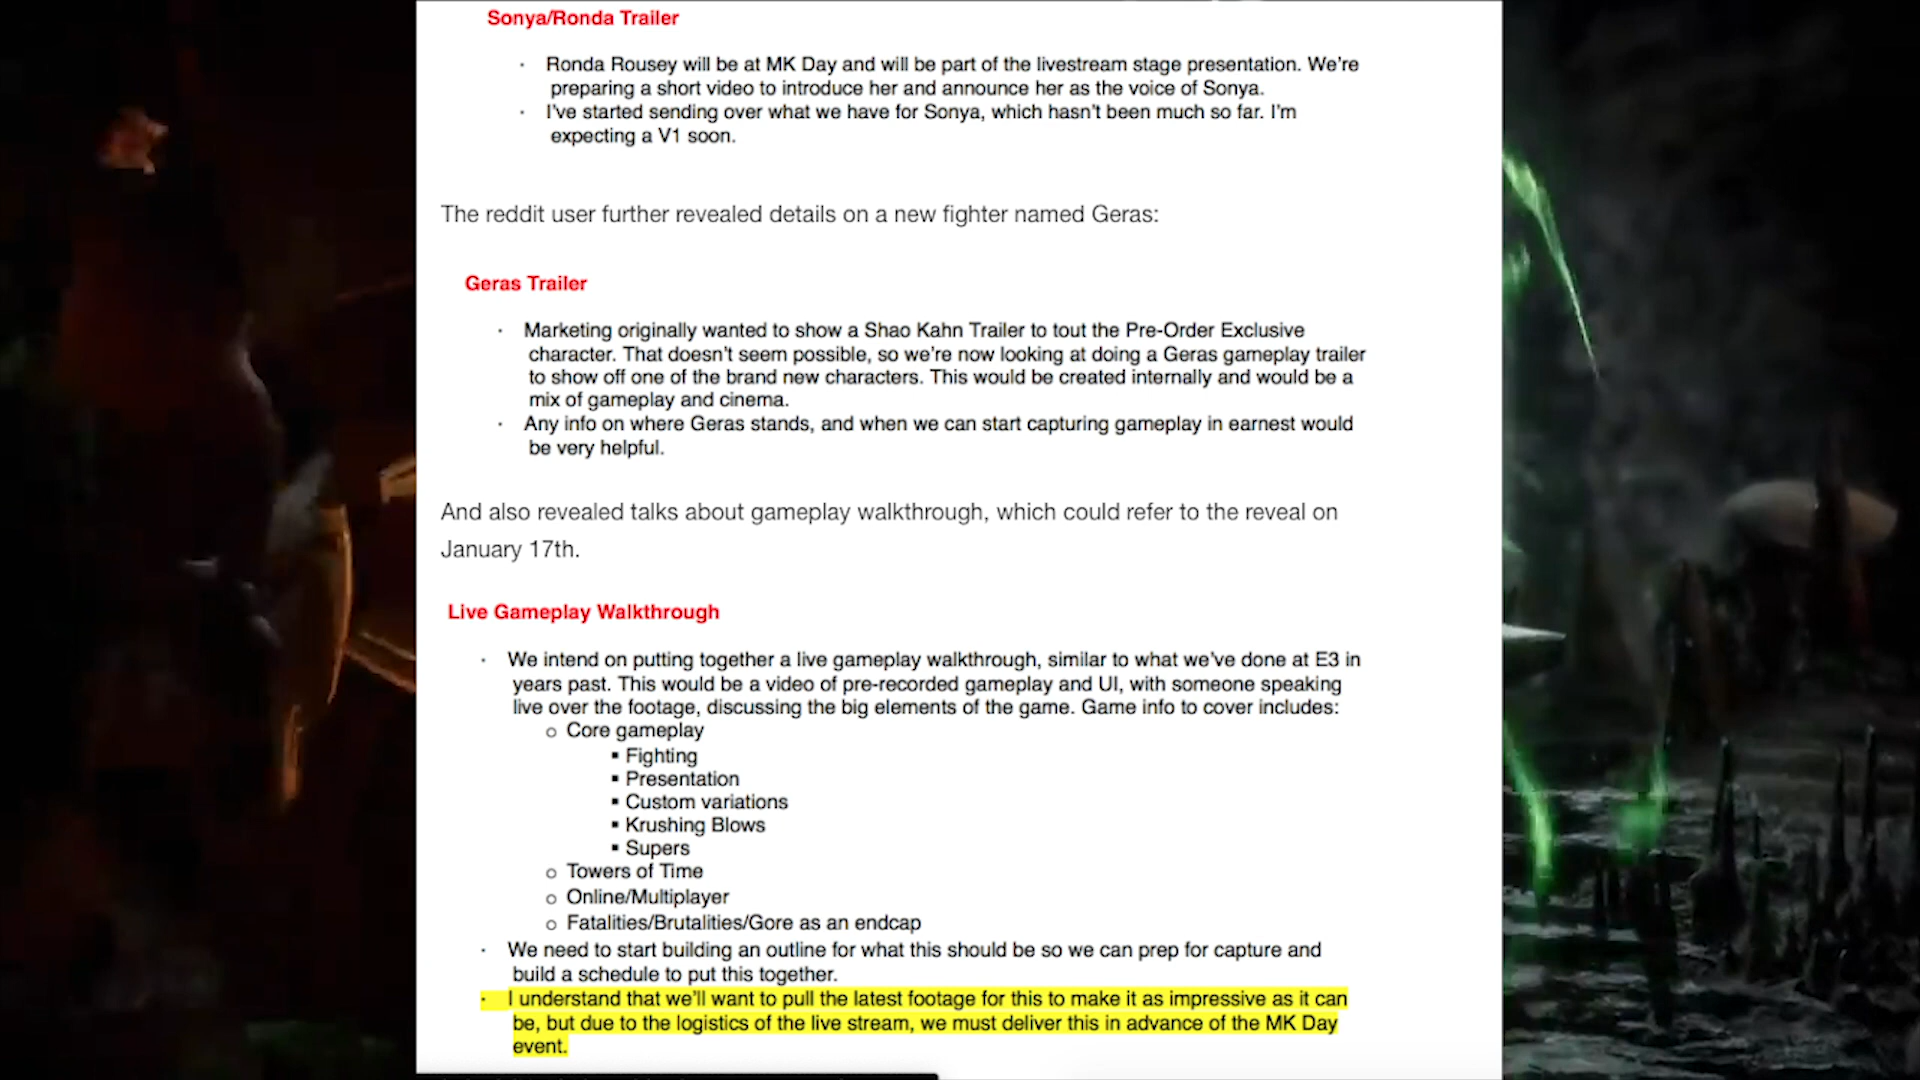 Sonya/Ronda Trailer
· Ronda Rousey will be at MK Day and will be part of the livestream stage presentation. We're
preparing a short video to introduce her and announce her as the voice of Sonya.
· I've started sending over what we have for Sonya, which hasn't been much so far. I'm
expecting a V1 soon.
The reddit user further revealed details on a new fighter named Geras:
Geras Trailer
· Marketing originally wanted to show a Shao Kahn Trailer to tout the Pre-Order Exclusive
character. That doesn't seem possible, so we're now looking at doing a Geras gameplay trailer
to show off one of the brand new characters. This would be created internally and would be a
mix of gameplay and cinema.
· Any info on where Geras stands, and when we can start capturing gameplay in earnest would
be very helpful.
And also revealed talks about gameplay walkthrough, which could refer to the reveal on
January 17th.
Live Gameplay Walkthrough
· We intend on putting together a live gameplay walkthrough, similar to what we've done at E3 in
years past. This would be a video of pre-recorded gameplay and UI, with someone speaking
live over the footage, discussing the big elements of the game. Game info to cover includes:
o Core gameplay
▪ Fighting
▪ Presentation
▪ Custom variations
▪ Krushing Blows
▪ Supers
o Towers of Time
o Online/Multiplayer
o Fatalities/Brutalities/Gore as an endcap
· We need to start building an outline for what this should be so we can prep for capture and
build a schedule to put this together.
· I understand that we'll want to pull the latest footage for this to make it as impressive as it can
be, but due to the logistics of the live stream, we must deliver this in advance of the MK Day
event.